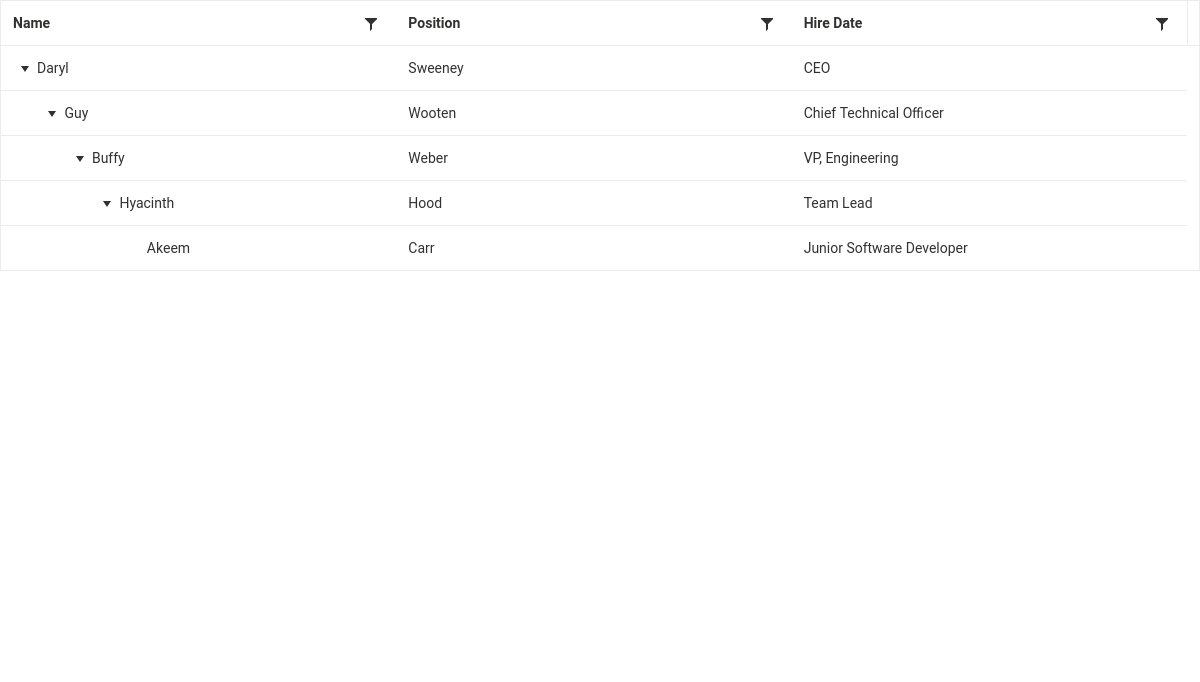 Name Position Hire Date
Daryl Sweeney CEO
Guy Wooten Chief Technical Officer
Buffy Weber VP, Engineering
Hyacinth Hood Team Lead
Akeem Carr Junior Software Developer